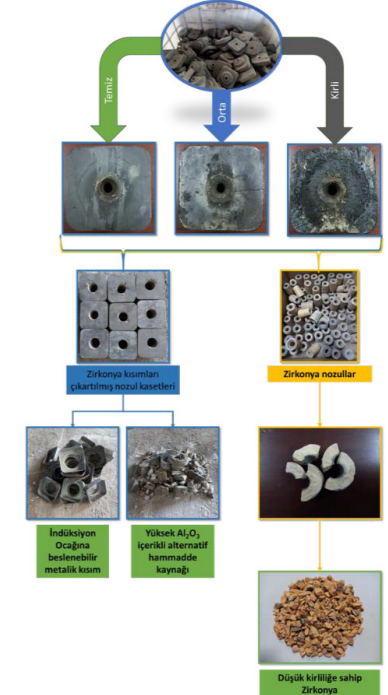 Temiz
Orta
Kirli
Zirkonya kısımları
çıkartılmış nozul kasetleri
Zirkonya nozullar
İndüksiyon
Ocağına
beslenebilir
metalik kısım
Yüksek Al₂O₃
içerikli alternatif
hammadde
kaynağı
Düşük kirliliğe sahip
Zirkonya